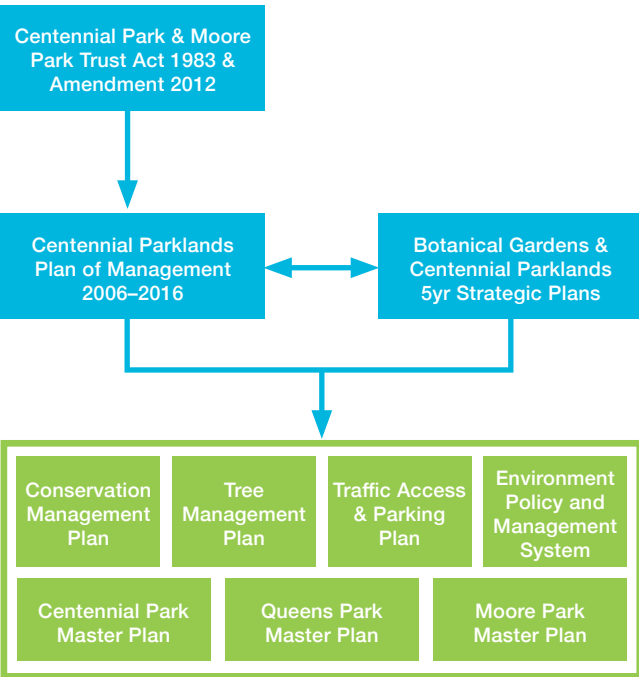 Centennial Park & Moore
Park Trust Act 1983 &
Amendment 2012
Centennial Parklands
Plan of Management
2006–2016
Botanical Gardens &
Centennial Parklands
5yr Strategic Plans
Conservation
Management
Plan
Tree
Management
Plan
Traffic Access
& Parking
Plan
Environment
Policy and
Management
System
Centennial Park
Master Plan
Queens Park
Master Plan
Moore Park
Master Plan